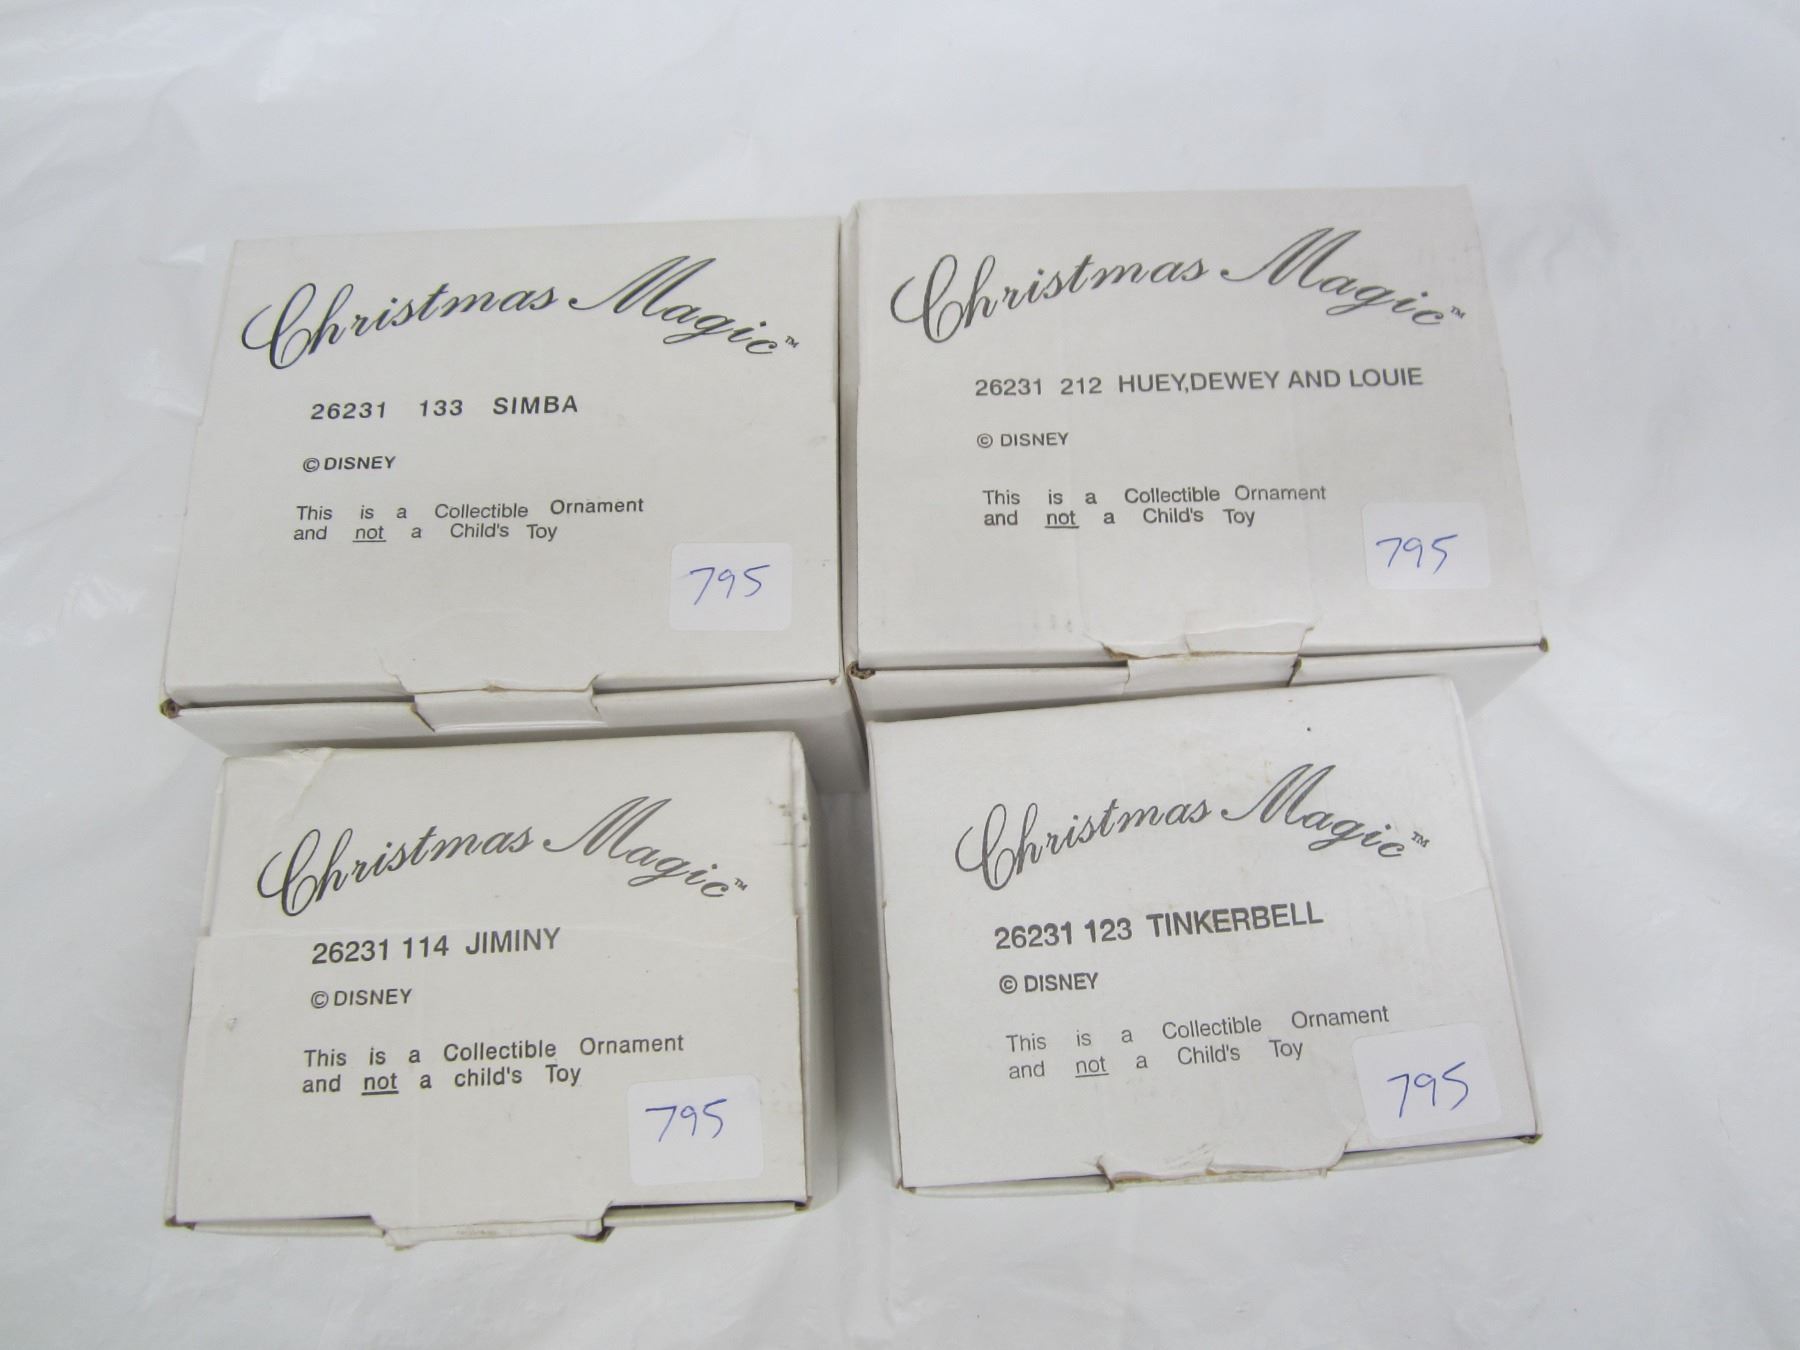 Christmas Magic™
26231 133 SIMBA
© DISNEY
This is a Collectible Ornament
and not a Child's Toy
795
Christmas Magic™
26231 212 HUEY,DEWEY AND LOUIE
© DISNEY
This is a Collectible Ornament
and not a Child's Toy
795
Christmas Magic™
26231 114 JIMINY
© DISNEY
This is a Collectible Ornament
and not a child's Toy
795
Christmas Magic™
26231 123 TINKERBELL
© DISNEY
This is a Collectible Ornament
and not a Child's Toy
795